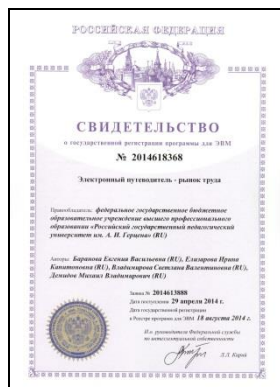 РОССИЙСКАЯ ФЕДЕРАЦИЯ
СВИДЕТЕЛЬСТВО
о государственной регистрации программы для ЭВМ
№ 2014618368
Электронный путеводитель - рынок труда
Правообладатель: федеральное государственное бюджетное
образовательное учреждение высшего профессионального
образования «Российский государственный педагогический
университет им. А. И. Герцена» (RU)
Авторы: Баранова Евгения Васильевна (RU), Елизарова Ирина
Капитоновна (RU), Владимирова Светлана Валентиновна (RU),
Демидов Михаил Владимирович (RU)
Заявка № 2014613888
Дата поступления 29 апреля 2014 г.
Дата государственной регистрации
в Реестре программ для ЭВМ 18 августа 2014 г.
руководителя Федеральной службы
по интеллектуальной собственности
Л.Л. Кирий